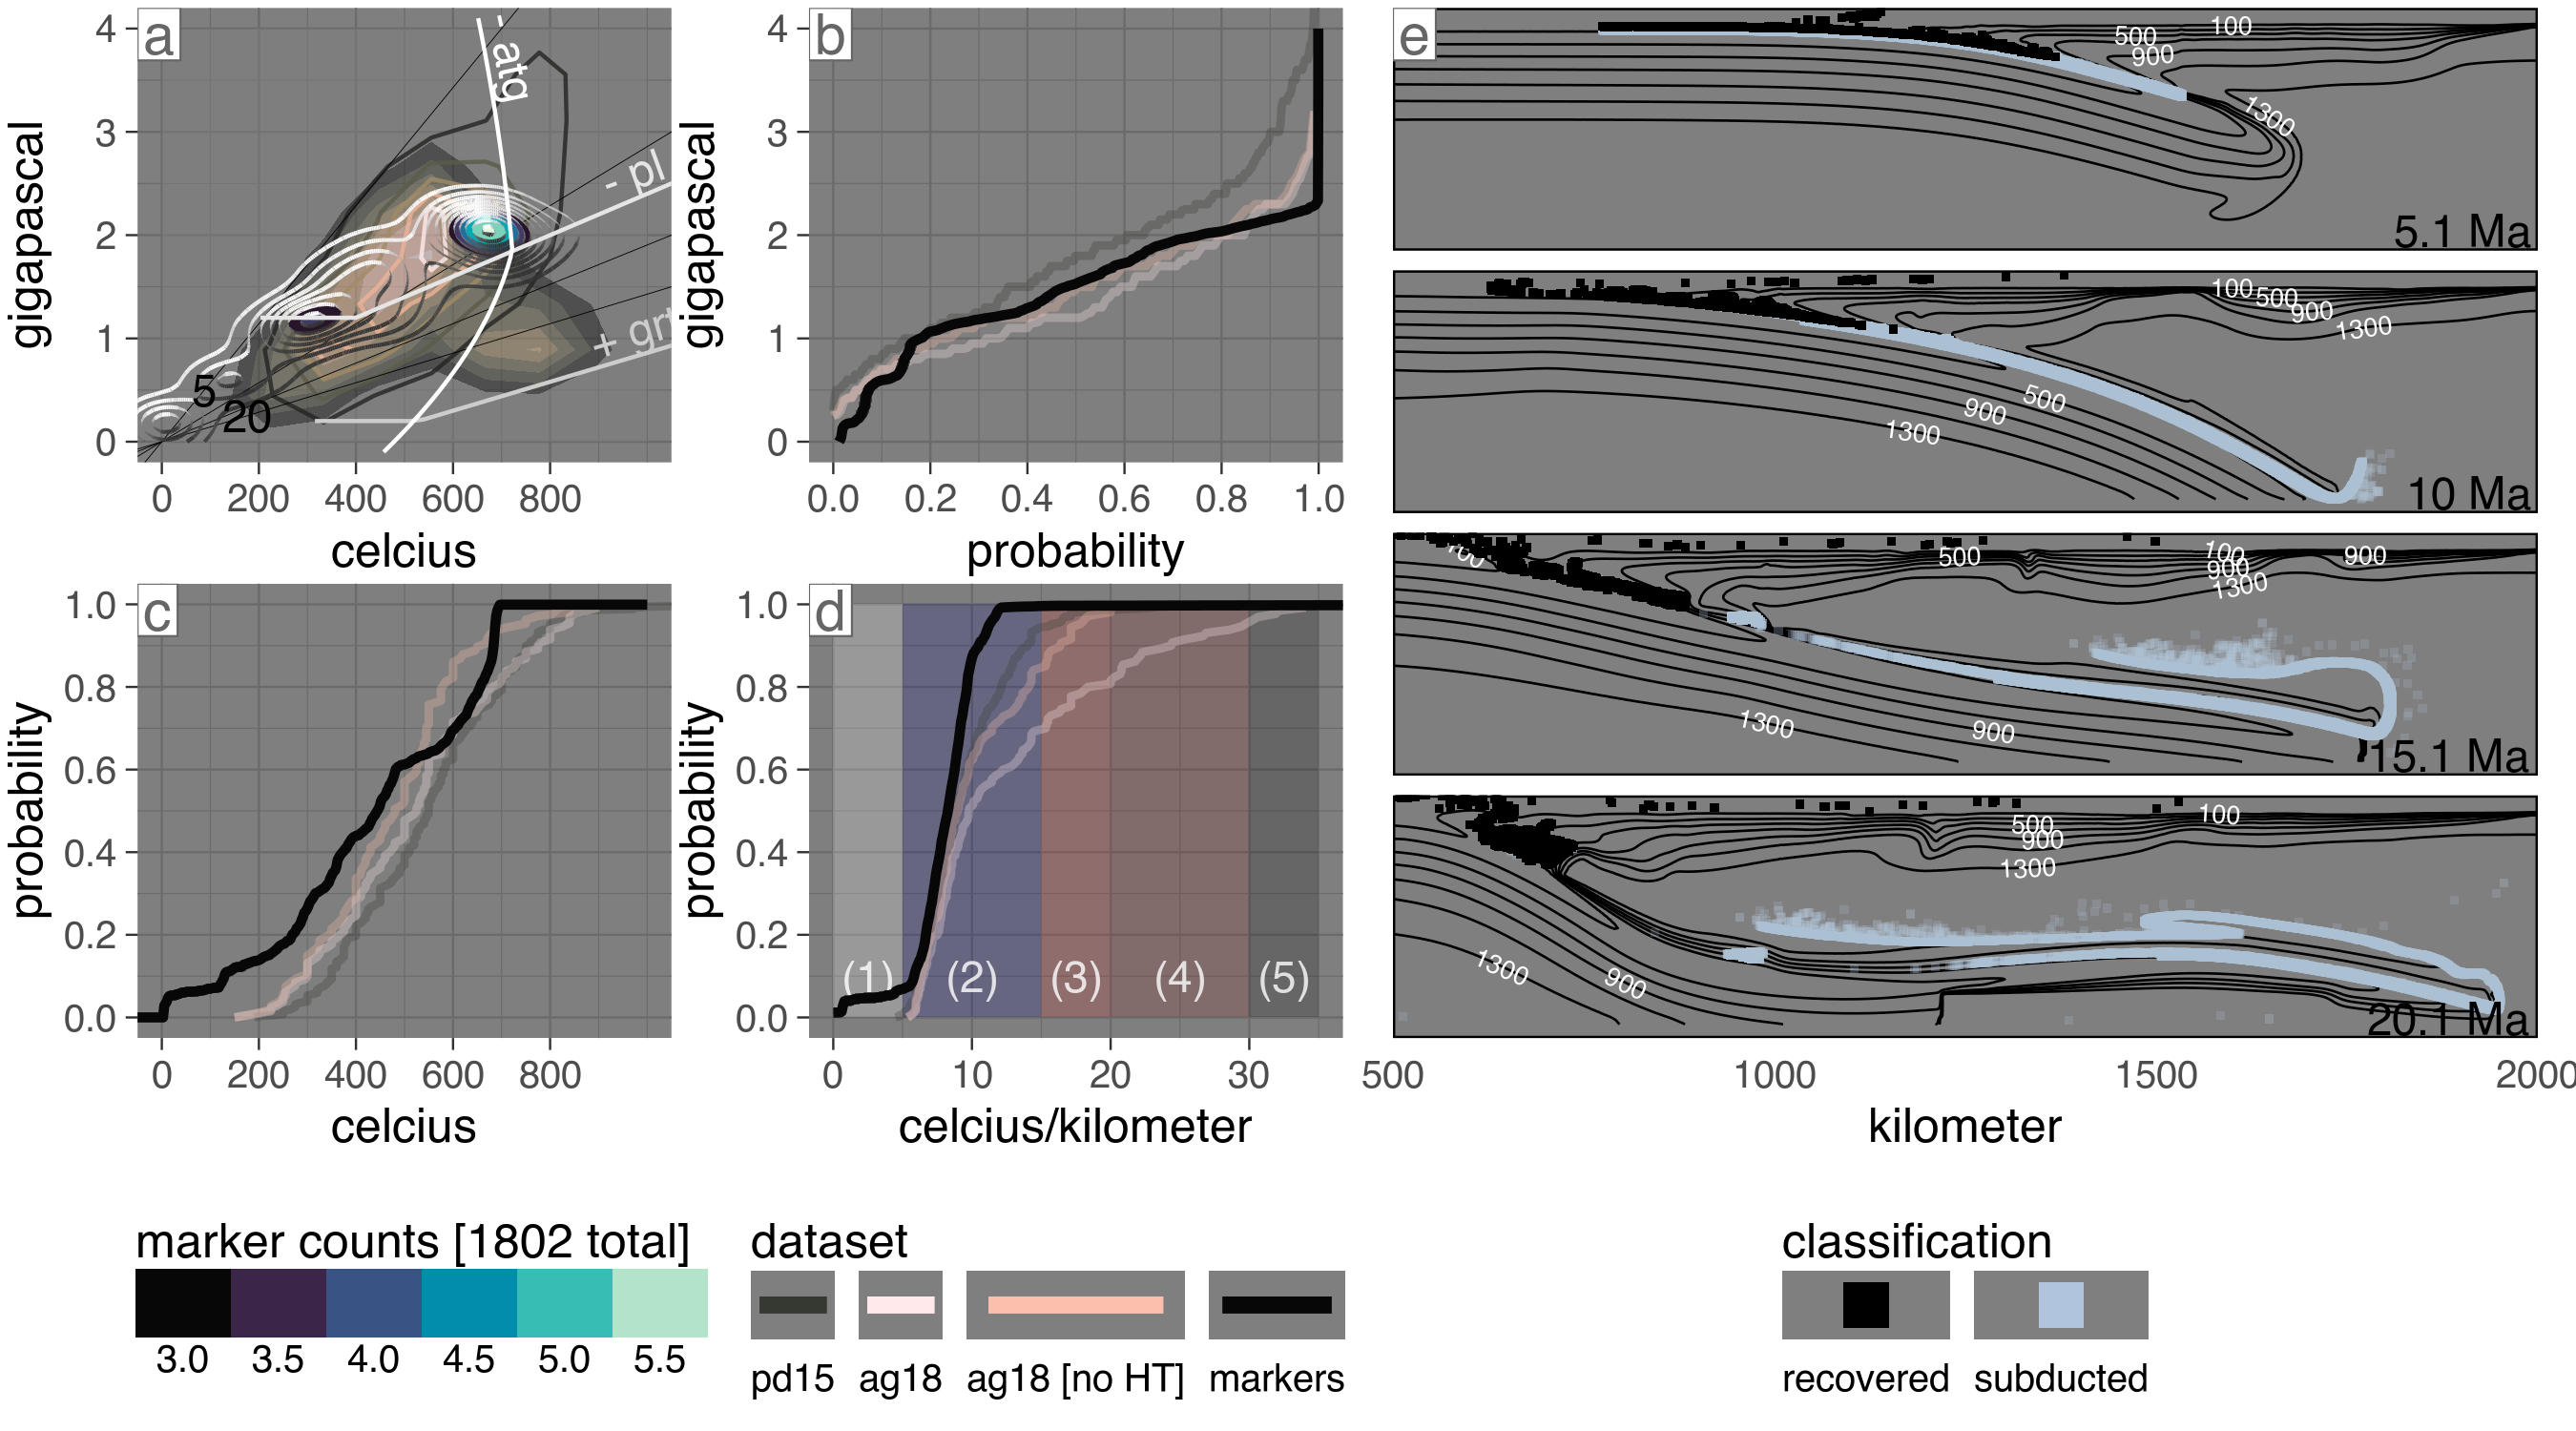 a
4
3
2
1
0
gigapascal
- atg
- pl
+ gr
5
20
0 200 400 600 800
celcius
b
4
3
2
1
0
gigapascal
0.0 0.2 0.4 0.6 0.8 1.0
probability
c
1.0
0.8
0.6
0.4
0.2
0.0
probability
0 200 400 600 800
celcius
d
1.0
0.8
0.6
0.4
0.2
0.0
probability
(1) (2) (3) (4) (5)
0 10 20 30
celcius/kilometer
e
100
500
900
1300
5.1 Ma
100
500
900
1300
500
900
1300
10 Ma
100
500
100
900
900
1300
1300
900
15.1 Ma
100
500
900
1300
1300
900
20.1 Ma
500 1000 1500 2000
kilometer
marker counts [1802 total]
3.0 3.5 4.0 4.5 5.0 5.5
dataset
pd15 ag18 ag18 [no HT] markers
classification
recovered subducted